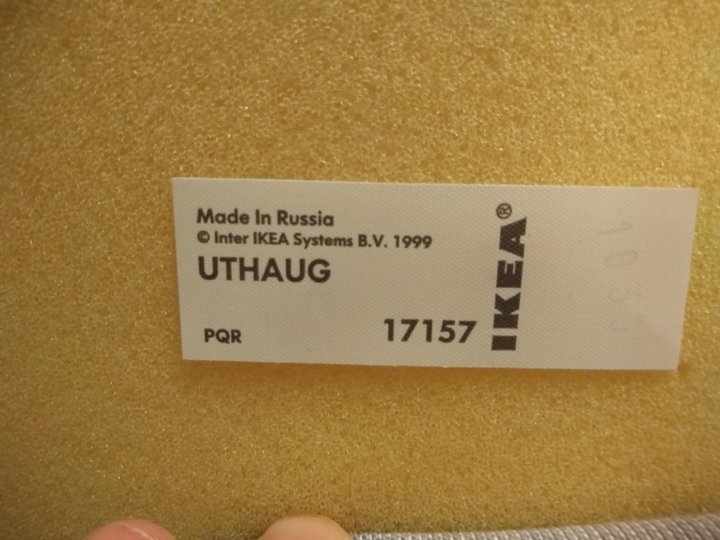 Made In Russia
© Inter IKEA Systems B.V. 1999
UTHAUG
PQR
17157
IKEA®